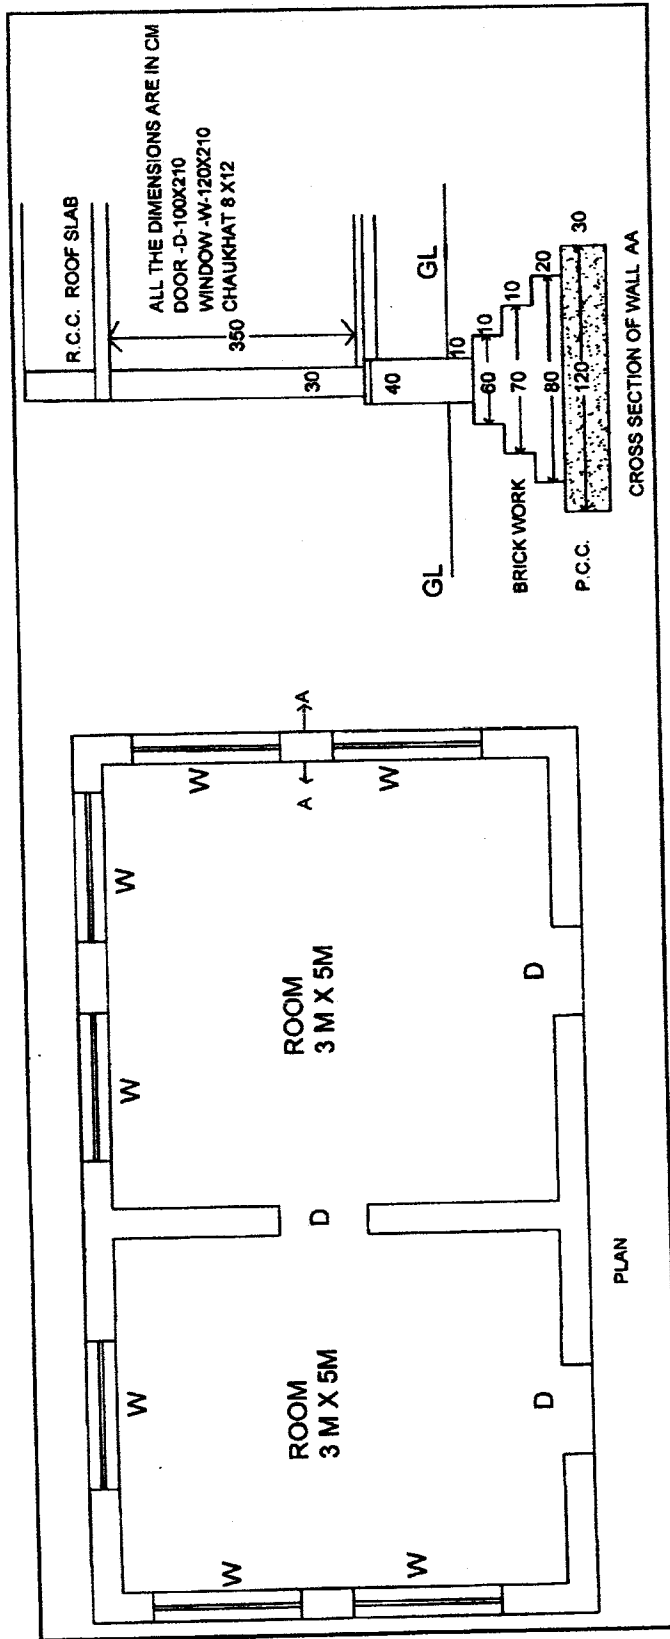 R.C.C. ROOF SLAB
ALL THE DIMENSIONS ARE IN CM
DOOR -D-100X210
WINDOW -W-120X210
CHAUKHAT 8 X12
350
30
40
GL
GL
10
10
60
10
70
20
80
30
120
BRICK WORK
P.C.C.
CROSS SECTION OF WALL AA
W
W
W
W
W
W
W
A
A
ROOM
3 M X 5M
ROOM
3 M X 5M
D
D
D
PLAN